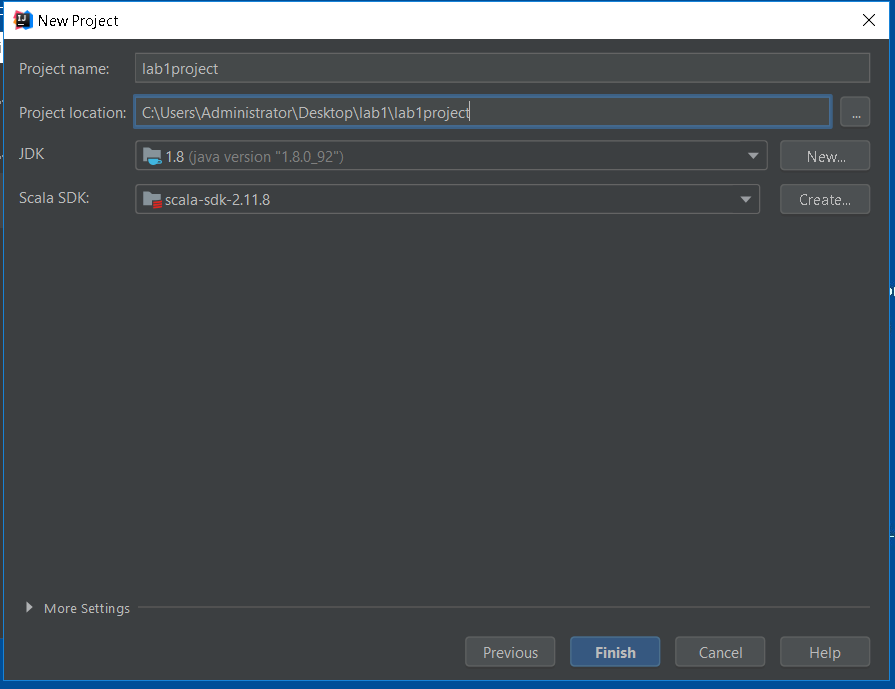 New Project
Project name: lab1project
Project location: C:\Users\Administrator\Desktop\lab1\lab1project ...
JDK 1.8 (java version "1.8.0_92") New...
Scala SDK: scala-sdk-2.11.8 Create...
More Settings
Previous Finish Cancel Help